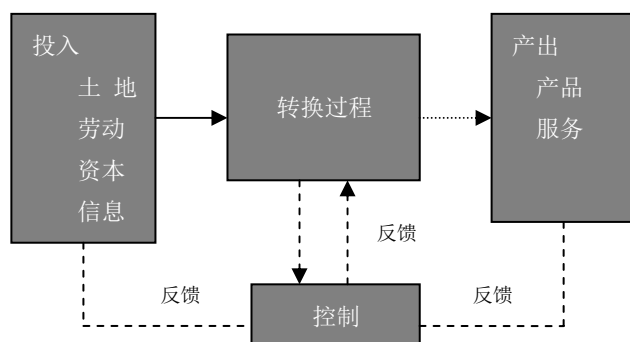 投入
土 地
劳动
资本
信息
转换过程
产出
产品
服务
反馈
反馈
反馈
控制